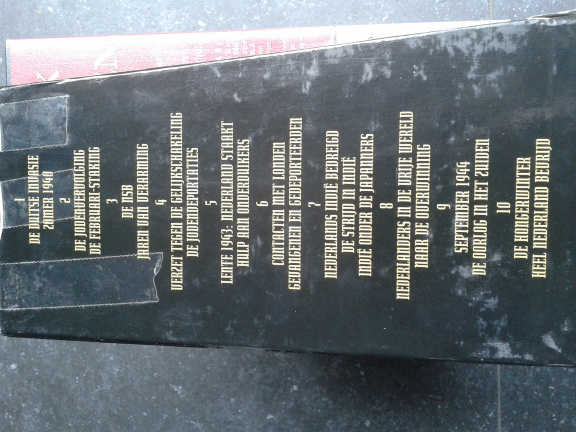 1
DE DUITSE INVASIE
ZOMER 1940
2
DE JODENVERVOLGING
DE FEBRUARI-STAKING
3
DE NSB
JAREN VAN VERARMING
4
VERZET TEGEN DE GELIJKSCHAKELING
DE JODENDEPORTATIES
5
LENTE 1943: NEDERLAND STAAKT
HULP AAN ONDERDUIKERS
6
CONTACTEN MET LONDEN
GEVANGENEN EN GEDEPORTEERDEN
7
NEDERLANDS INDIË BEDREIGD
DE STRIJD IN INDIË
INDIË ONDER DE JAPANNERS
8
NEDERLANDERS IN DE VRIJE WERELD
NAAR DE OVERWINNING
9
SEPTEMBER 1944
DE OORLOG IN HET ZUIDEN
10
DE HONGERWINTER
HEEL NEDERLAND BEVRIJD